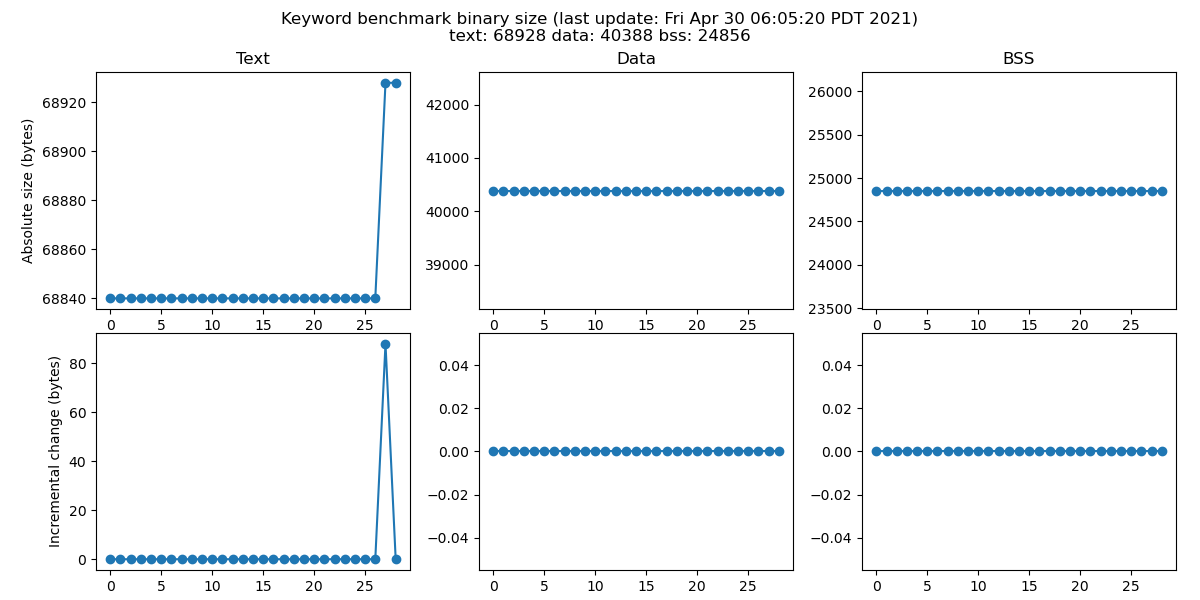 Keyword benchmark binary size (last update: Fri Apr 30 06:05:20 PDT 2021)
text: 68928 data: 40388 bss: 24856
Text
Absolute size (bytes)
68920
68900
68880
68860
68840
0 5 10 15 20 25
Data
42000
41000
40000
39000
0 5 10 15 20 25
BSS
26000
25500
25000
24500
24000
23500
0 5 10 15 20 25
Incremental change (bytes)
80
60
40
20
0
0 5 10 15 20 25
0.04
0.02
0.00
−0.02
−0.04
0 5 10 15 20 25
0.04
0.02
0.00
−0.02
−0.04
0 5 10 15 20 25